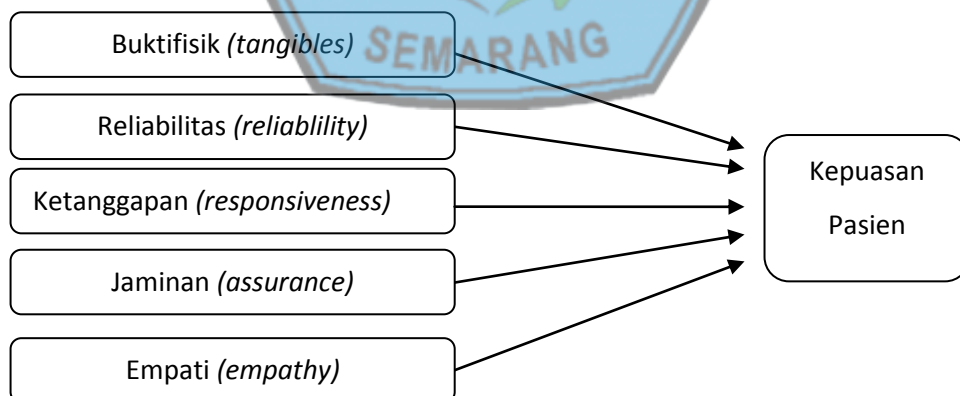 SEMARANG
Buktifisik (tangibles)
Reliabilitas (reliablility)
Ketanggapan (responsiveness)
Jaminan (assurance)
Empati (empathy)
Kepuasan
Pasien